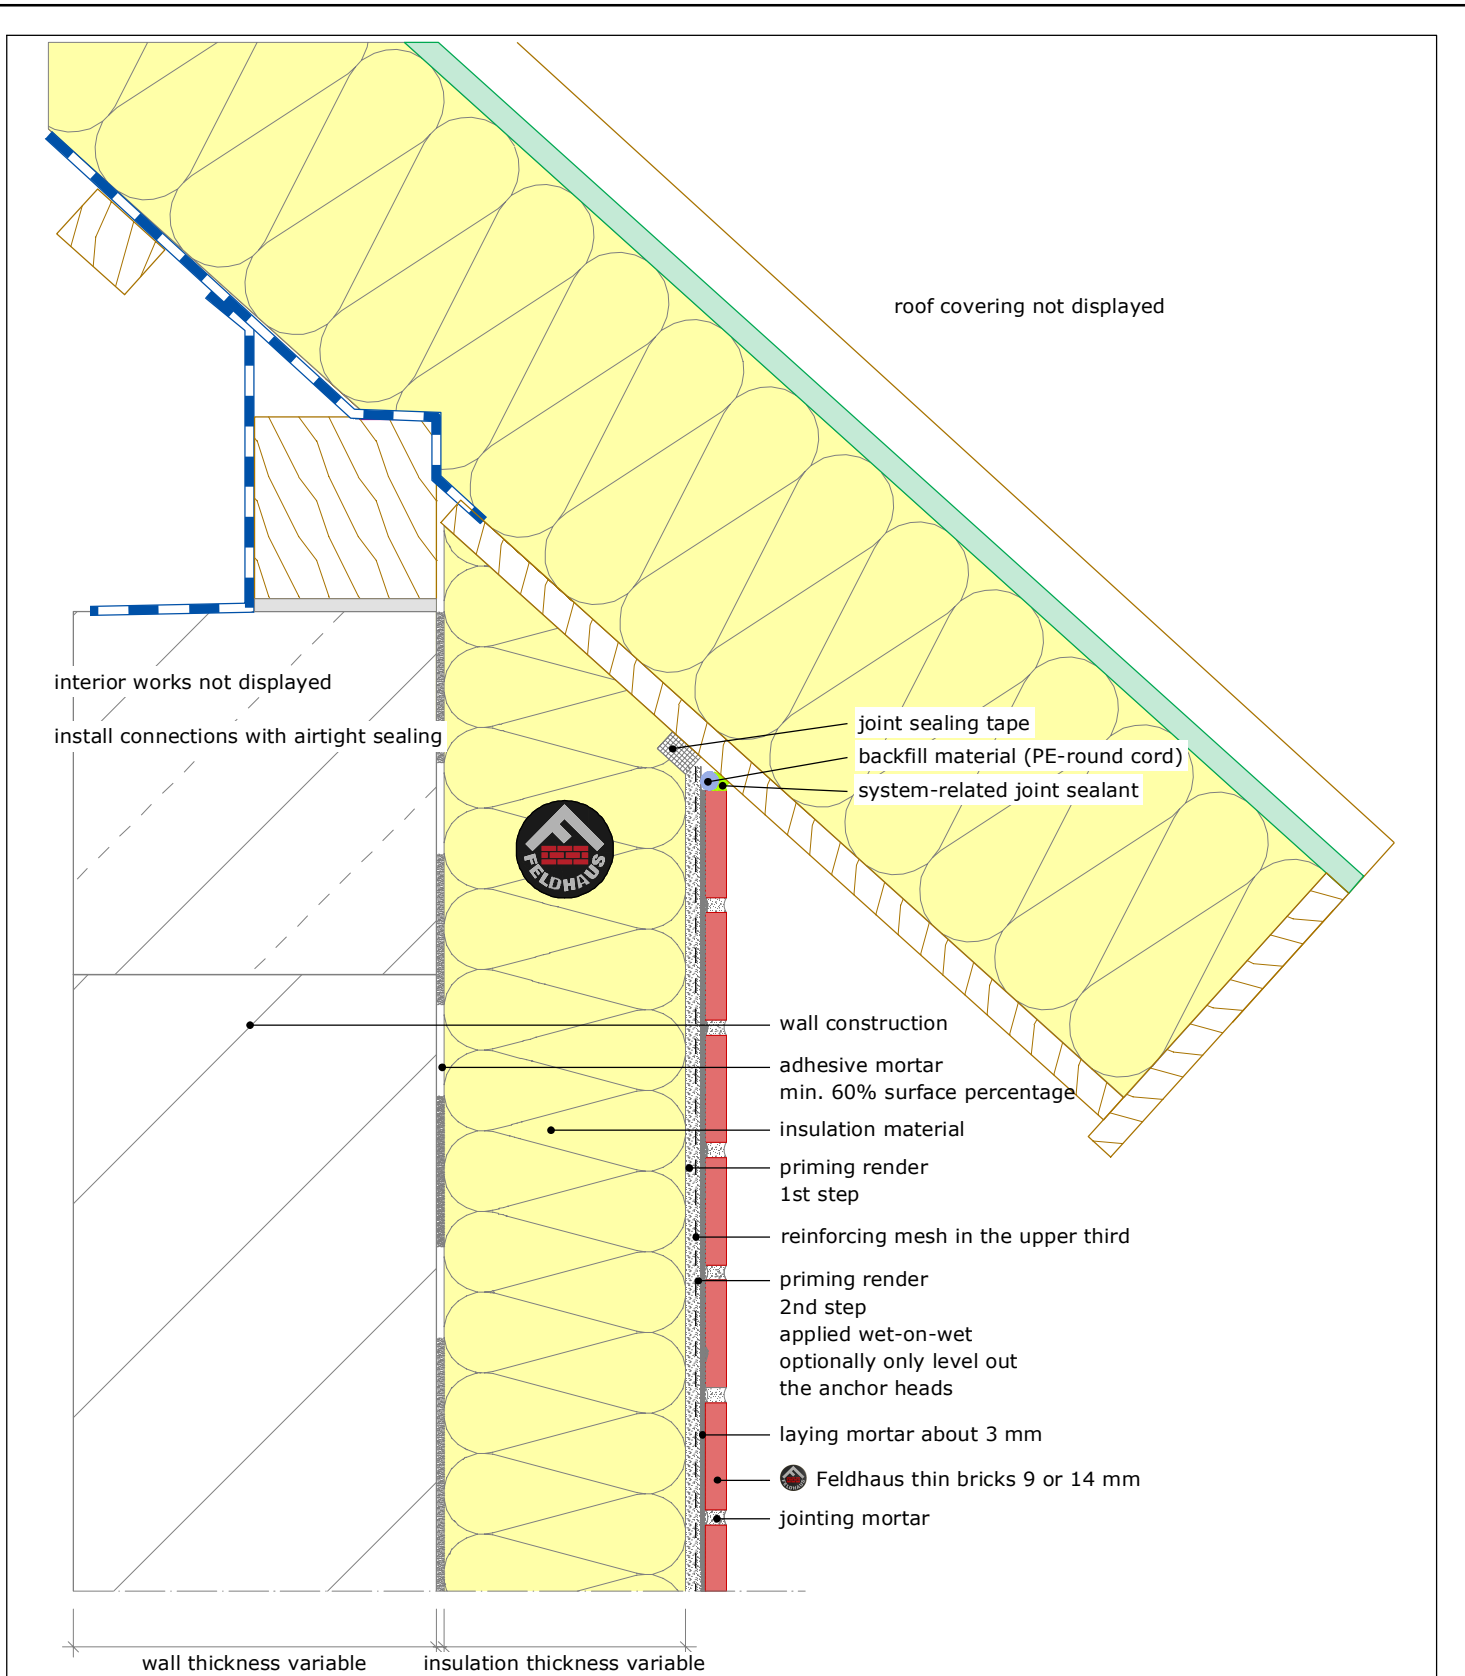 roof covering not displayed
interior works not displayed
install connections with airtight sealing
joint sealing tape
backfill material (PE-round cord)
system-related joint sealant
FELDHAUS
wall construction
adhesive mortar
min. 60% surface percentage
insulation material
priming render
1st step
reinforcing mesh in the upper third
priming render
2nd step
applied wet-on-wet
optionally only level out
the anchor heads
laying mortar about 3 mm
FELDHAUS Feldhaus thin bricks 9 or 14 mm
jointing mortar
wall thickness variable
insulation thickness variable